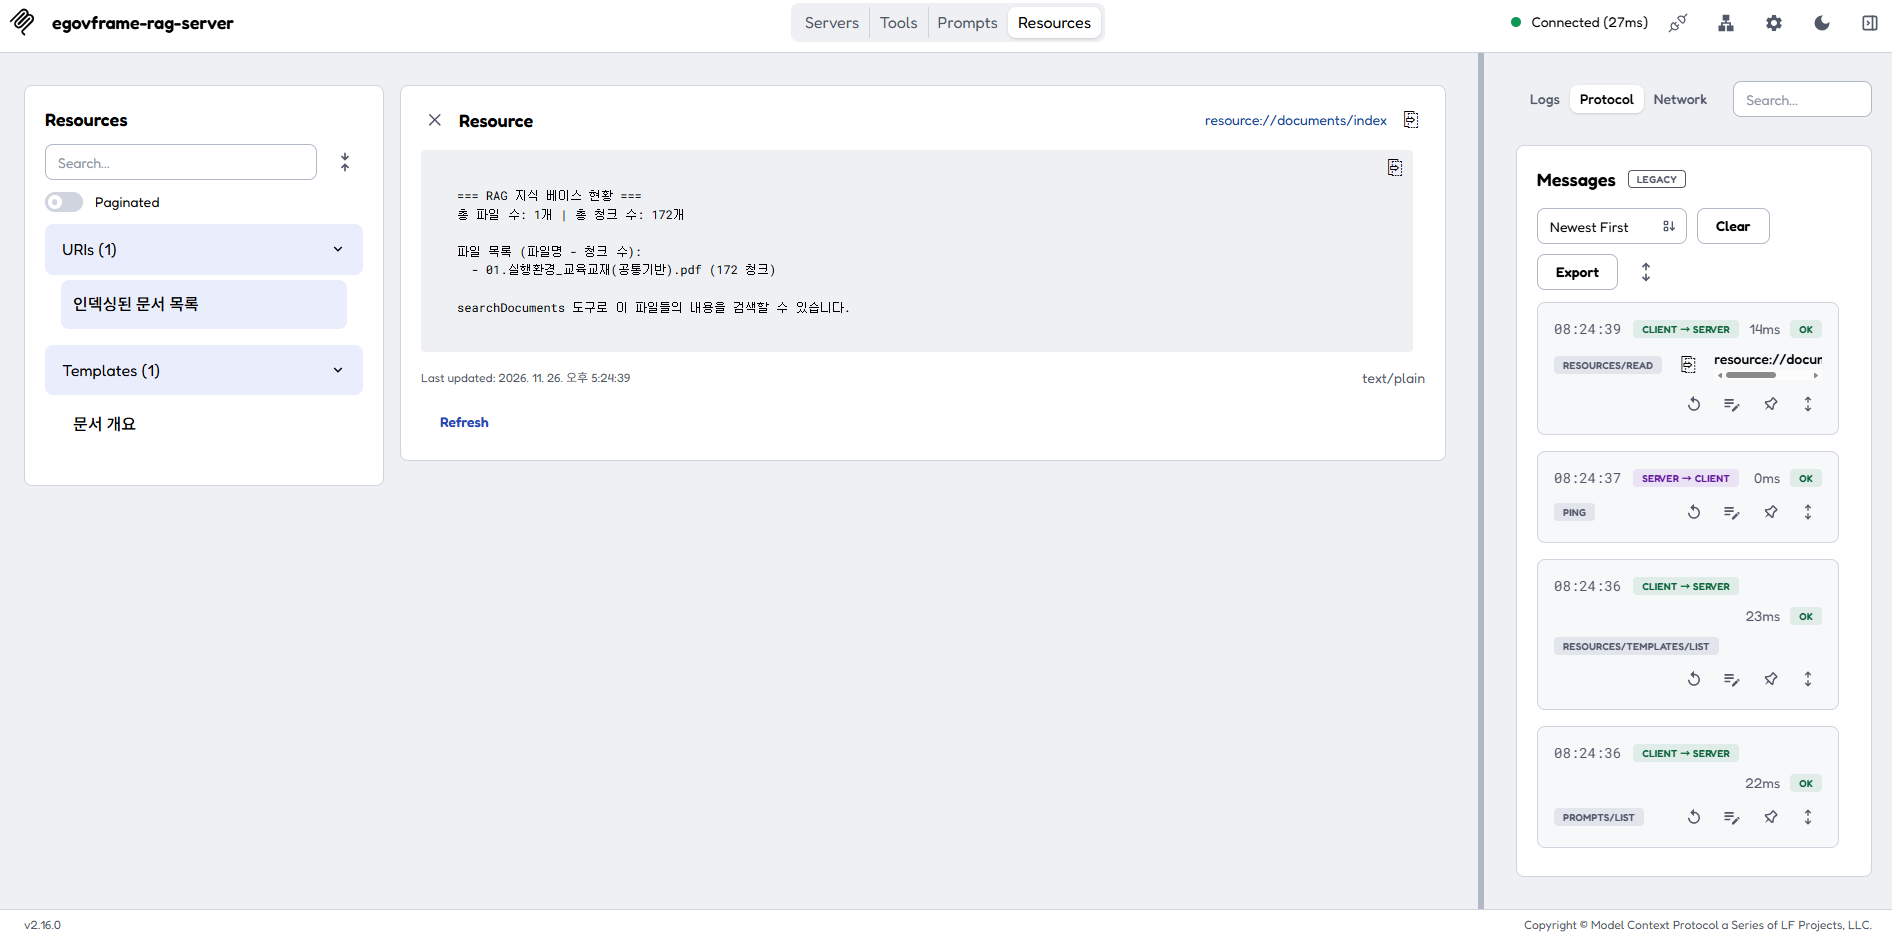 egovframe-rag-server
Servers
Tools
Prompts
Resources
Connected (27ms)
Resources
Search...
Paginated
URIs (1)
인덱싱된 문서 목록
Templates (1)
문서 개요
Resource
resource://documents/index
=== RAG 지식 베이스 현황 ===
총 파일 수: 1개 | 총 청크 수: 172개
파일 목록 (파일명 - 청크 수):
- 01.실행환경_교육교재(공통기반).pdf (172 청크)
searchDocuments 도구로 이 파일들의 내용을 검색할 수 있습니다.
Last updated: 2026. 11. 26. 오후 5:24:39
text/plain
Refresh
Logs
Protocol
Network
Search...
Messages
LEGACY
Newest First
Clear
Export
08:24:39 CLIENT → SERVER 14ms OK
RESOURCES/READ resource://docur
08:24:37 SERVER → CLIENT 0ms OK
PING
08:24:36 CLIENT → SERVER
23ms OK
RESOURCES/TEMPLATES/LIST
08:24:36 CLIENT → SERVER
22ms OK
PROMPTS/LIST
v2.16.0
Copyright © Model Context Protocol a Series of LF Projects, LLC.